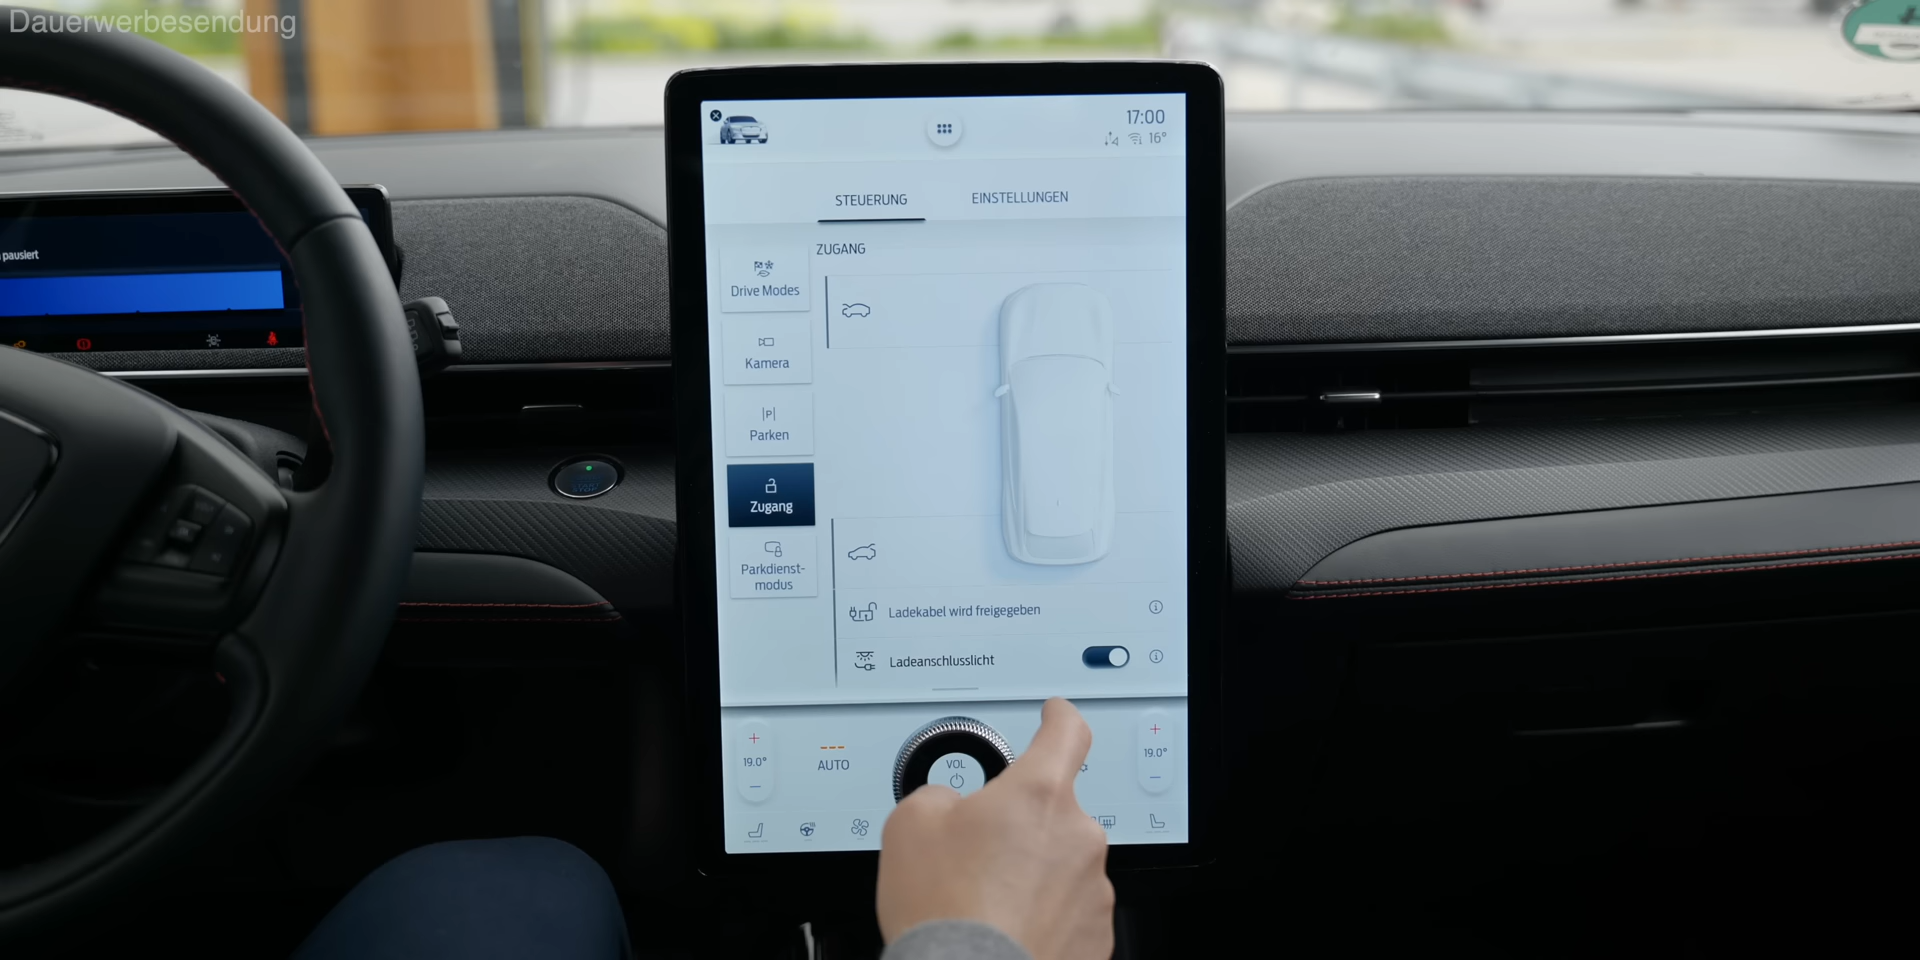 Dauerwerbesendung
17:00
16°
STEUERUNG
EINSTELLUNGEN
pausiert
ZUGANG
Drive Modes
Kamera
P
Parken
Zugang
Parkdienst-
modus
Ladekabel wird freigegeben
Ladeanschlusslicht
+
19.0°
−
AUTO
VOL
+
19.0°
−